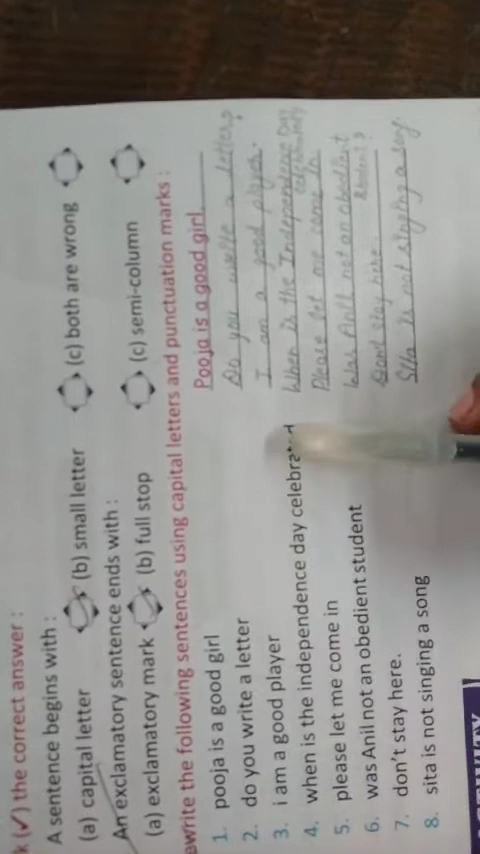 k (✓) the correct answer :
A sentence begins with :
(a) capital letter (b) small letter (c) both are wrong
An exclamatory sentence ends with :
(a) exclamatory mark (b) full stop (c) semi-column
ewrite the following sentences using capital letters and punctuation marks :
1. pooja is a good girl Pooja is a good girl.
2. do you write a letter Do you write a letter?
3. i am a good player I am a good player.
4. when is the independence day celebrated When is the Independence Day
5. please let me come in Please let me come in
6. was Anil not an obedient student Was Anil not an obedient student?
7. don't stay here. Dont stay here.
8. sita is not singing a song Sita is not singing a song.